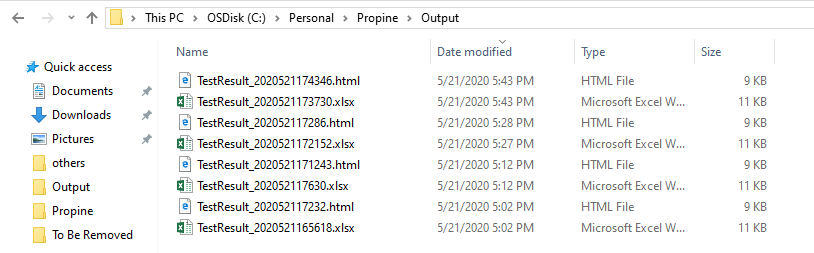 This PC > OSDisk (C:) > Personal > Propine > Output
Name Date modified Type Size
Quick access
Documents
Downloads
Pictures
others
Output
Propine
To Be Removed
TestResult_2020521174346.html 5/21/2020 5:43 PM HTML File 9 KB
TestResult_2020521173730.xlsx 5/21/2020 5:43 PM Microsoft Excel W... 11 KB
TestResult_202052117286.html 5/21/2020 5:28 PM HTML File 9 KB
TestResult_2020521172152.xlsx 5/21/2020 5:27 PM Microsoft Excel W... 11 KB
TestResult_2020521171243.html 5/21/2020 5:12 PM HTML File 9 KB
TestResult_202052117630.xlsx 5/21/2020 5:12 PM Microsoft Excel W... 11 KB
TestResult_202052117232.html 5/21/2020 5:02 PM HTML File 9 KB
TestResult_2020521165618.xlsx 5/21/2020 5:02 PM Microsoft Excel W... 11 KB